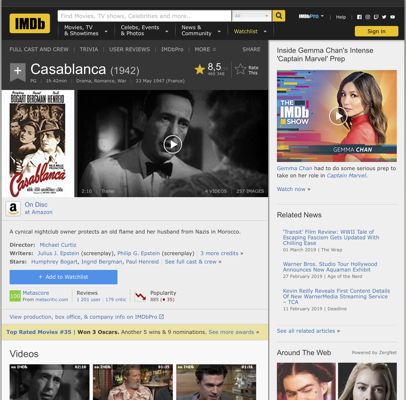 IMDb
Find Movies, TV shows, Celebrities and more...
All
IMDbPro
Help
Movies, TV
& Showtimes
Celebs, Events
& Photos
News &
Community
Watchlist
Sign in
FULL CAST AND CREW | TRIVIA | USER REVIEWS | IMDbPro | MORE
SHARE
Casablanca (1942)
PG | 1h 42min | Drama, Romance, War | 23 May 1947 (France)
8,5
Rate
This
BOGART BERGMAN HENREID
Casablanca
2:10 | Trailer
4 VIDEOS | 257 IMAGES
a
On Disc
at Amazon
A cynical nightclub owner protects an old flame and her husband from Nazis in Morocco.
Director: Michael Curtiz
Writers: Julius J. Epstein (screenplay), Philip G. Epstein (screenplay) | 3 more credits »
Stars: Humphrey Bogart, Ingrid Bergman, Paul Henreid | See full cast & crew »
+ Add to Watchlist
Metascore
From metacritic.com
Reviews
1 201 user | 179 critic
Popularity
885 (♦ 35)
View production, box office, & company info on IMDbPro
Top Rated Movies #35 | Won 3 Oscars. Another 5 wins & 9 nominations. See more awards »
Videos
IMDb
02:10
IMDb
01:35
IMDb
Inside Gemma Chan's Intense
'Captain Marvel' Prep
THE
IMDb
SHOW
GEMMA CHAN
Gemma Chan had to do some serious prep to
take on her role in Captain Marvel.
Watch now »
Related News
'Transit' Film Review: WWII Tale of
Escaping Fascism Gets Updated With
Chilling Ease
01 March 2019 | The Wrap
Warner Bros. Studio Tour Hollywood
Announces New Aquaman Exhibit
27 February 2019 | Age of the Nerd
Kevin Reilly Reveals First Content Details
Of New WarnerMedia Streaming Service
– TCA
11 February 2019 | Deadline
See all related articles »
Around The Web
Powered by ZergNet